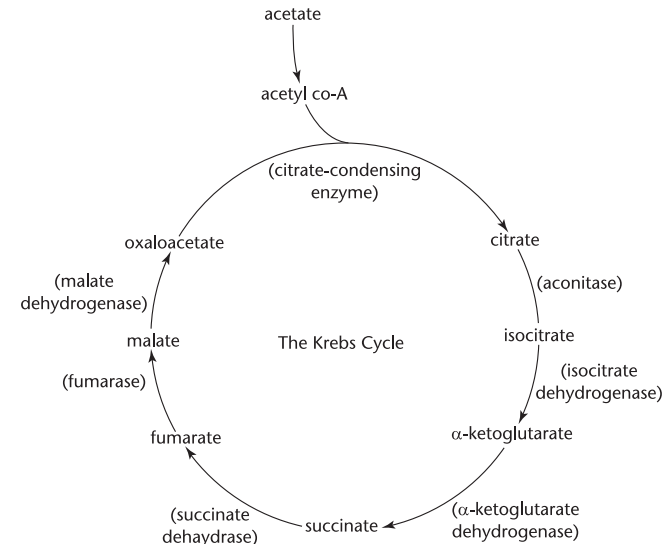 acetate
acetyl co-A
(citrate-condensing
enzyme)
oxaloacetate
citrate
(malate
dehydrogenase)
(aconitase)
malate
The Krebs Cycle
isocitrate
(fumarase)
(isocitrate
dehydrogenase)
fumarate
α-ketoglutarate
(succinate
dehaydrase)
succinate
(α-ketoglutarate
dehydrogenase)